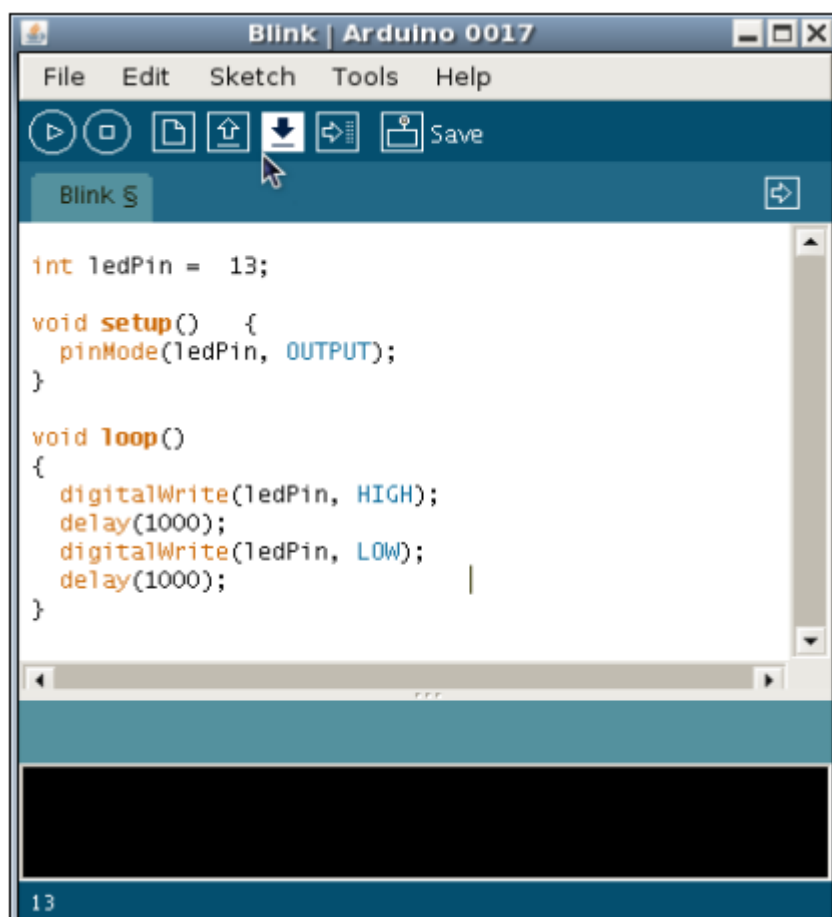 Blink | Arduino 0017
File Edit Sketch Tools Help
Save
Blink §
int ledPin =  13;
void setup()   {
  pinMode(ledPin, OUTPUT);
}
void loop()
{
  digitalWrite(ledPin, HIGH);
  delay(1000);
  digitalWrite(ledPin, LOW);
  delay(1000);
}
13